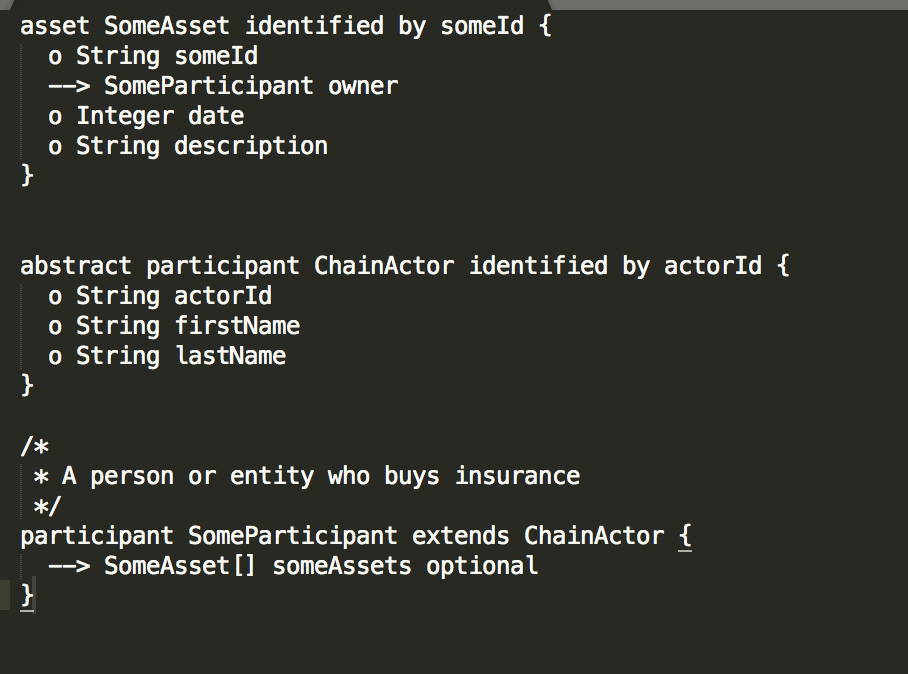 asset SomeAsset identified by someId {
  o String someId
  --> SomeParticipant owner
  o Integer date
  o String description
}
abstract participant ChainActor identified by actorId {
  o String actorId
  o String firstName
  o String lastName
}
/*
 * A person or entity who buys insurance
 */
participant SomeParticipant extends ChainActor {
  --> SomeAsset[] someAssets optional
}